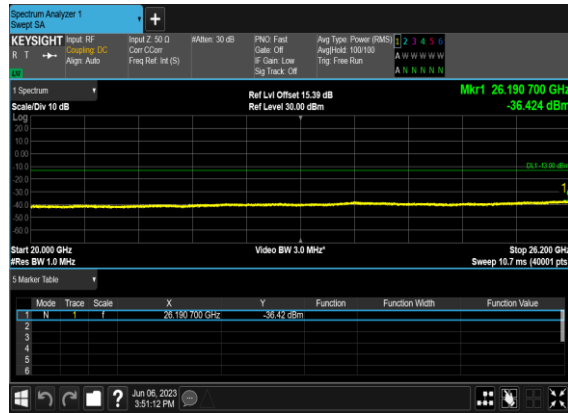 Spectrum Analyzer 1
Swept SA
KEYSIGHT
R T
LV
Input: RF
Coupling: DC
Align: Auto
Input Z: 50 Ω
Corr CCorr
Freq Ref: Int (S)
#Atten: 30 dB
PNO: Fast
Gate: Off
IF Gain: Low
Sig Track: Off
Avg Type: Power (RMS)
Avg|Hold: 100/100
Trig: Free Run
1 2 3 4 5 6
A W W W W W
A N N N N N
1 Spectrum
Scale/Div 10 dB
Ref Lvl Offset 15.39 dB
Ref Level 30.00 dBm
Mkr1 26.190 700 GHz
-36.424 dBm
Log
20.0
10.0
0.00
-10.0
-20.0
-30.0
-40.0
-50.0
-60.0
DL1 -13.00 dBm
1
Start 20.000 GHz
#Res BW 1.0 MHz
Video BW 3.0 MHz*
Stop 26.200 GHz
Sweep 10.7 ms (40001 pts)
5 Marker Table
Mode Trace Scale X Y Function Function Width Function Value
1 N 1 f 26.190 700 GHz -36.42 dBm
2
3
4
5
6
?
Jun 06, 2023
3:51:12 PM